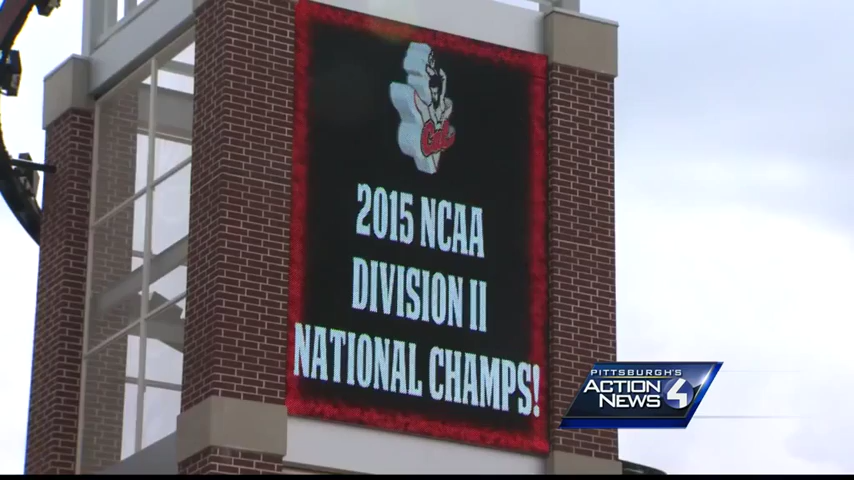 Cal
2015 NCAA
DIVISION II
NATIONAL CHAMPS!
PITTSBURGH'S
ACTION
NEWS 4